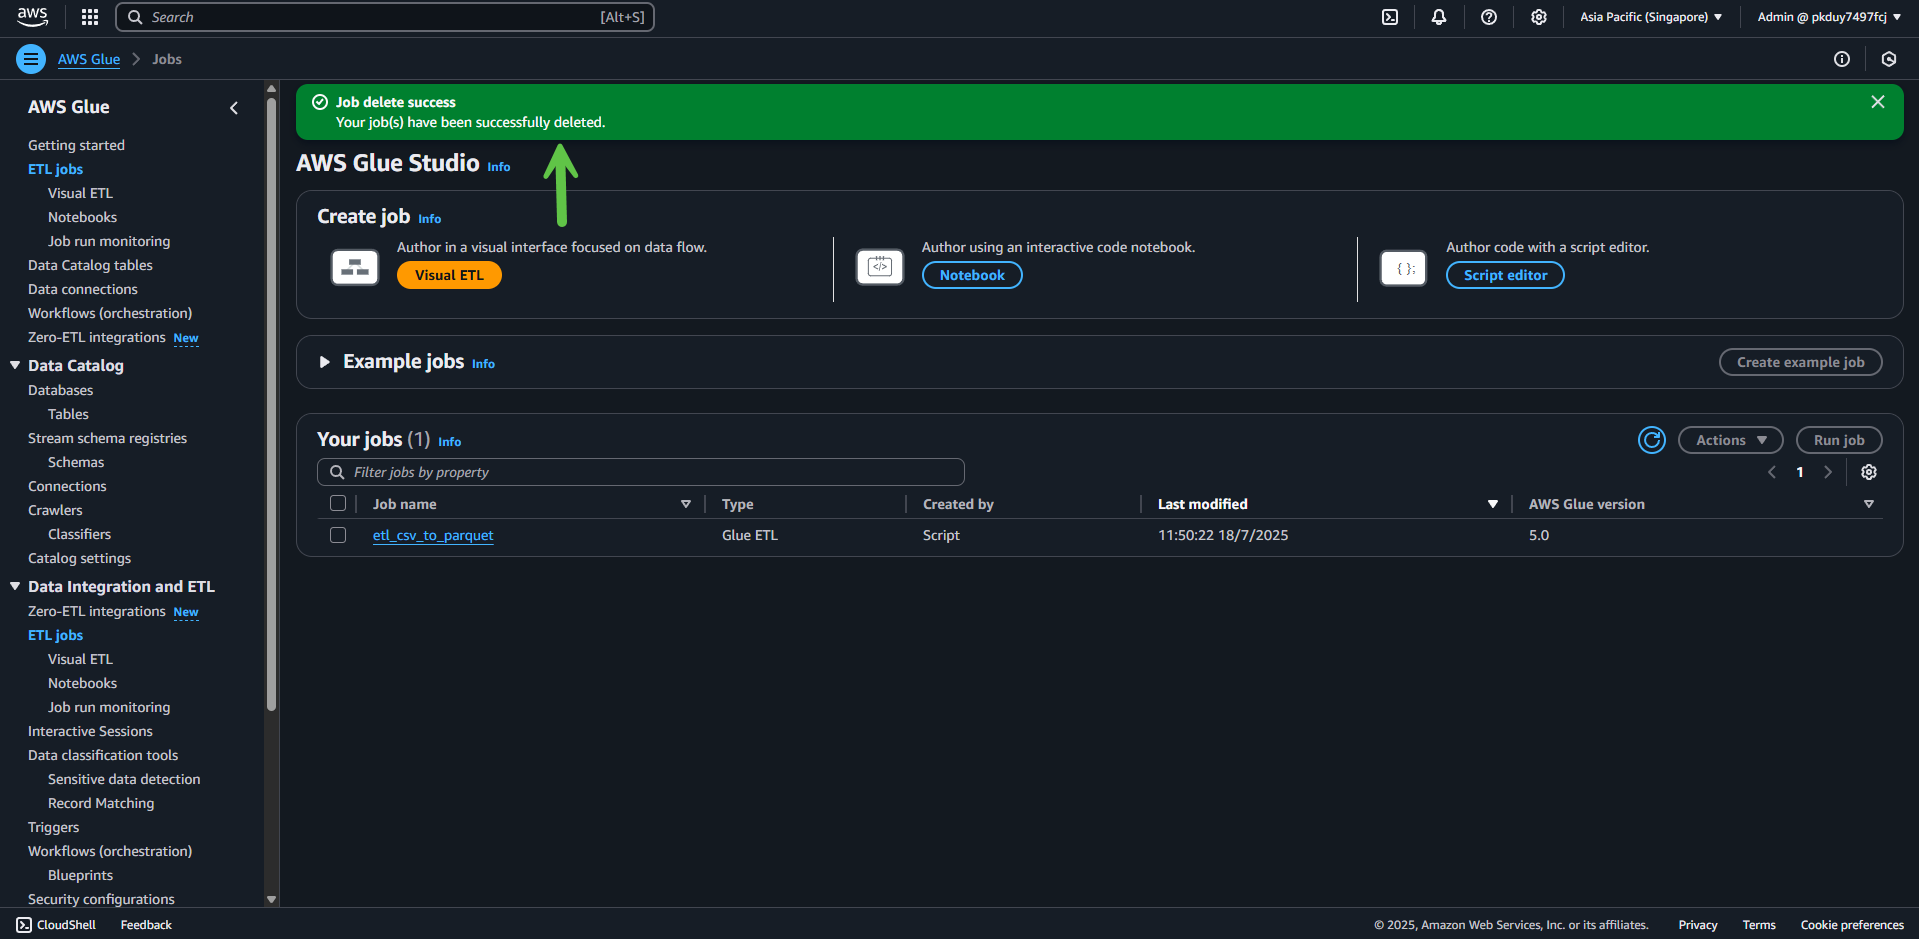 aws
Search
[Alt+S]
Asia Pacific (Singapore)
Admin @ pkduy7497fcj
AWS Glue
Jobs
AWS Glue
Getting started
ETL jobs
Visual ETL
Notebooks
Job run monitoring
Data Catalog tables
Data connections
Workflows (orchestration)
Zero-ETL integrations New
Data Catalog
Databases
Tables
Stream schema registries
Schemas
Connections
Crawlers
Classifiers
Catalog settings
Data Integration and ETL
Zero-ETL integrations New
ETL jobs
Visual ETL
Notebooks
Job run monitoring
Interactive Sessions
Data classification tools
Sensitive data detection
Record Matching
Triggers
Workflows (orchestration)
Blueprints
Security configurations
Job delete success
Your job(s) have been successfully deleted.
AWS Glue Studio Info
Create job Info
Author in a visual interface focused on data flow.
Visual ETL
</>
Author using an interactive code notebook.
Notebook
{ };
Author code with a script editor.
Script editor
Example jobs Info
Create example job
Your jobs (1) Info
Actions
Run job
Filter jobs by property
1
Job name
Type
Created by
Last modified
AWS Glue version
etl_csv_to_parquet
Glue ETL
Script
11:50:22 18/7/2025
5.0
CloudShell
Feedback
© 2025, Amazon Web Services, Inc. or its affiliates.
Privacy
Terms
Cookie preferences